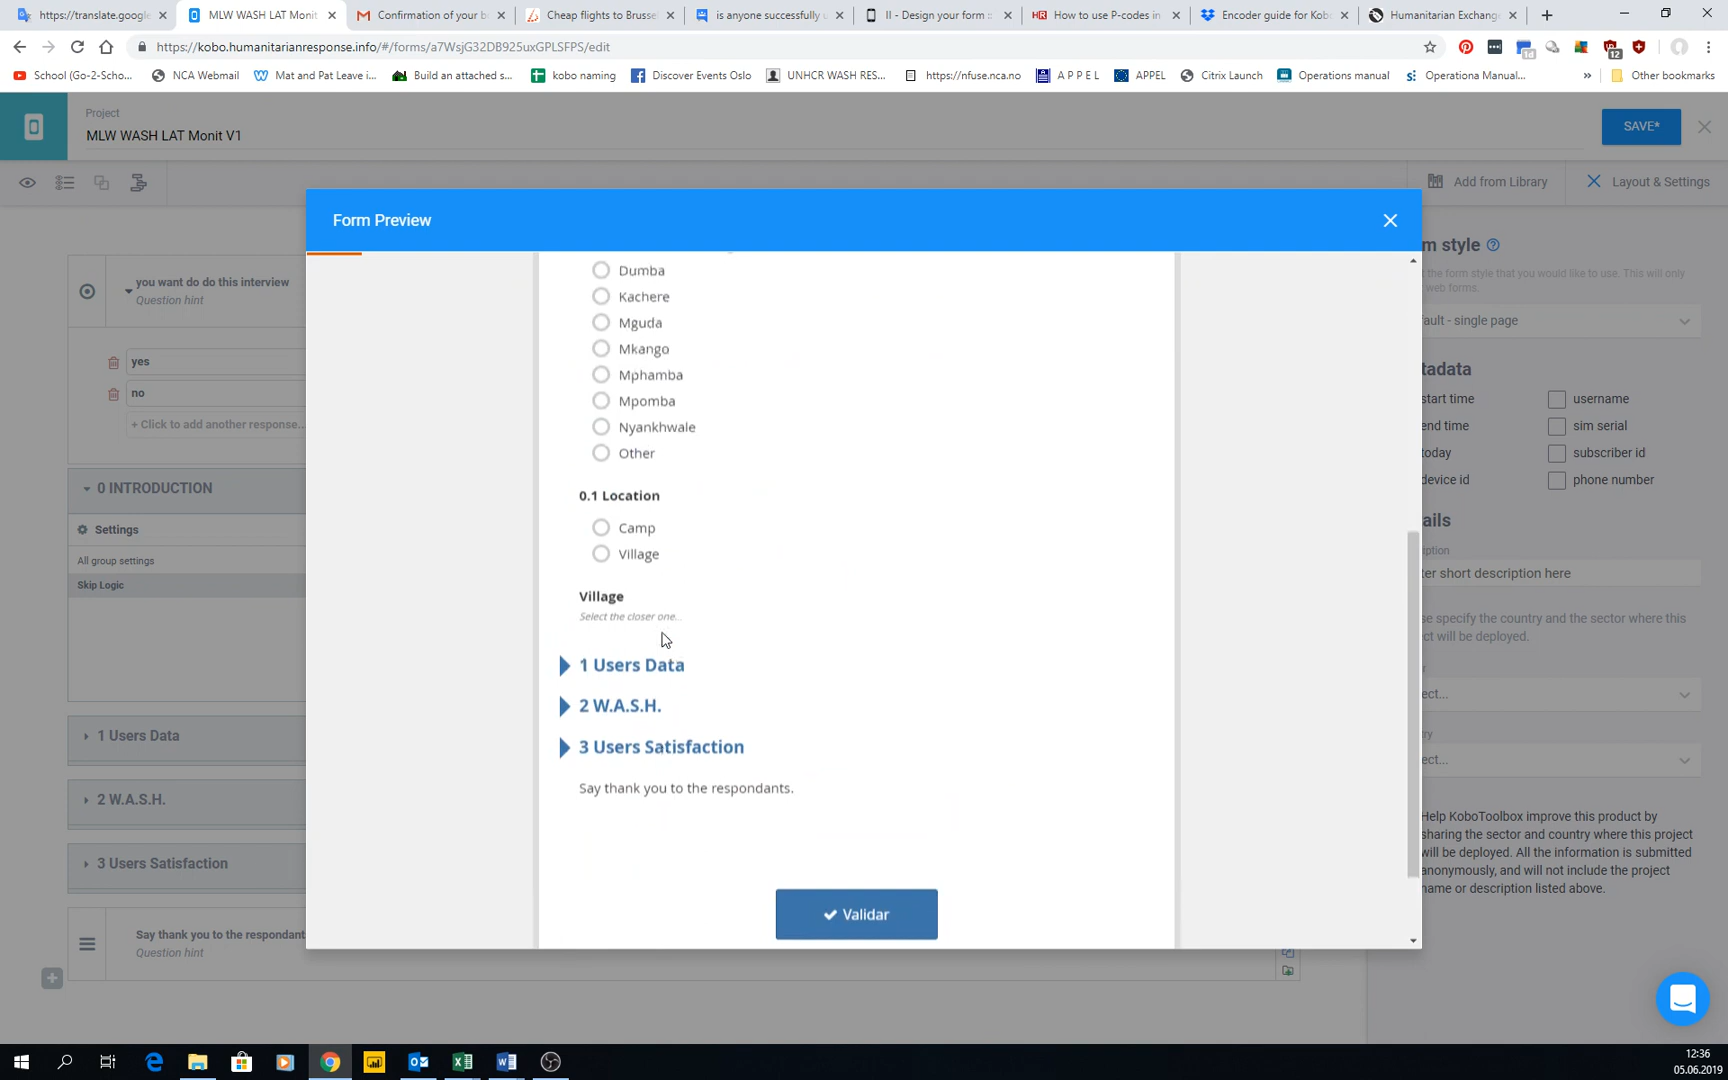 https://translate.google
MLW WASH LAT Monit
Confirmation of your b
Cheap flights to Brusse
is anyone successfully u
II - Design your form ::
How to use P-codes in
Encoder guide for Kob
Humanitarian Exchang
https://kobo.humanitarianresponse.info/#/forms/a7WsjG32DB925uxGPLSFPS/edit
12
School (Go-2-Scho...
NCA Webmail
Mat and Pat Leave i...
Build an attached s...
kobo naming
Discover Events Oslo
UNHCR WASH RES...
https://nfuse.nca.no
A P P E L
APPEL
Citrix Launch
Operations manual
Operationa Manual...
»
Other bookmarks
Project
MLW WASH LAT Monit V1
SAVE*
Add from Library
Layout & Settings
Form Preview
you want do do this interview
Question hint
yes
no
+ Click to add another response...
0 INTRODUCTION
Settings
All group settings
Skip Logic
1 Users Data
2 W.A.S.H.
3 Users Satisfaction
Say thank you to the respondant
Question hint
Dumba
Kachere
Mguda
Mkango
Mphamba
Mpomba
Nyankhwale
Other
0.1 Location
Camp
Village
Village
Select the closer one...
1 Users Data
2 W.A.S.H.
3 Users Satisfaction
Say thank you to the respondants.
Validar
m style
t the form style that you would like to use. This will only
web forms.
ault - single page
tadata
start time
username
end time
sim serial
today
subscriber id
device id
phone number
ails
ption
ter short description here
se specify the country and the sector where this
ct will be deployed.
r
ect...
try
ect...
Help KoboToolbox improve this product by
sharing the sector and country where this project
will be deployed. All the information is submitted
anonymously, and will not include the project
name or description listed above.
12:36
05.06.2019